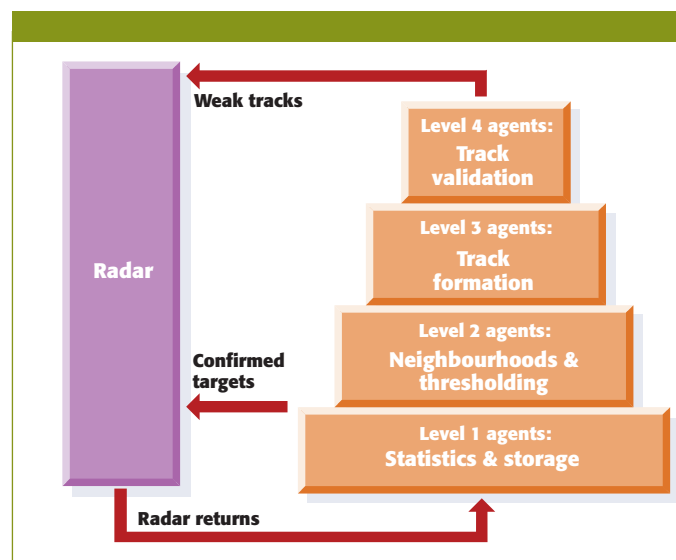 Weak tracks
Level 4 agents:
Track
validation
Level 3 agents:
Track
formation
Radar
Level 2 agents:
Neighbourhoods &
thresholding
Confirmed
targets
Level 1 agents:
Statistics & storage
Radar returns